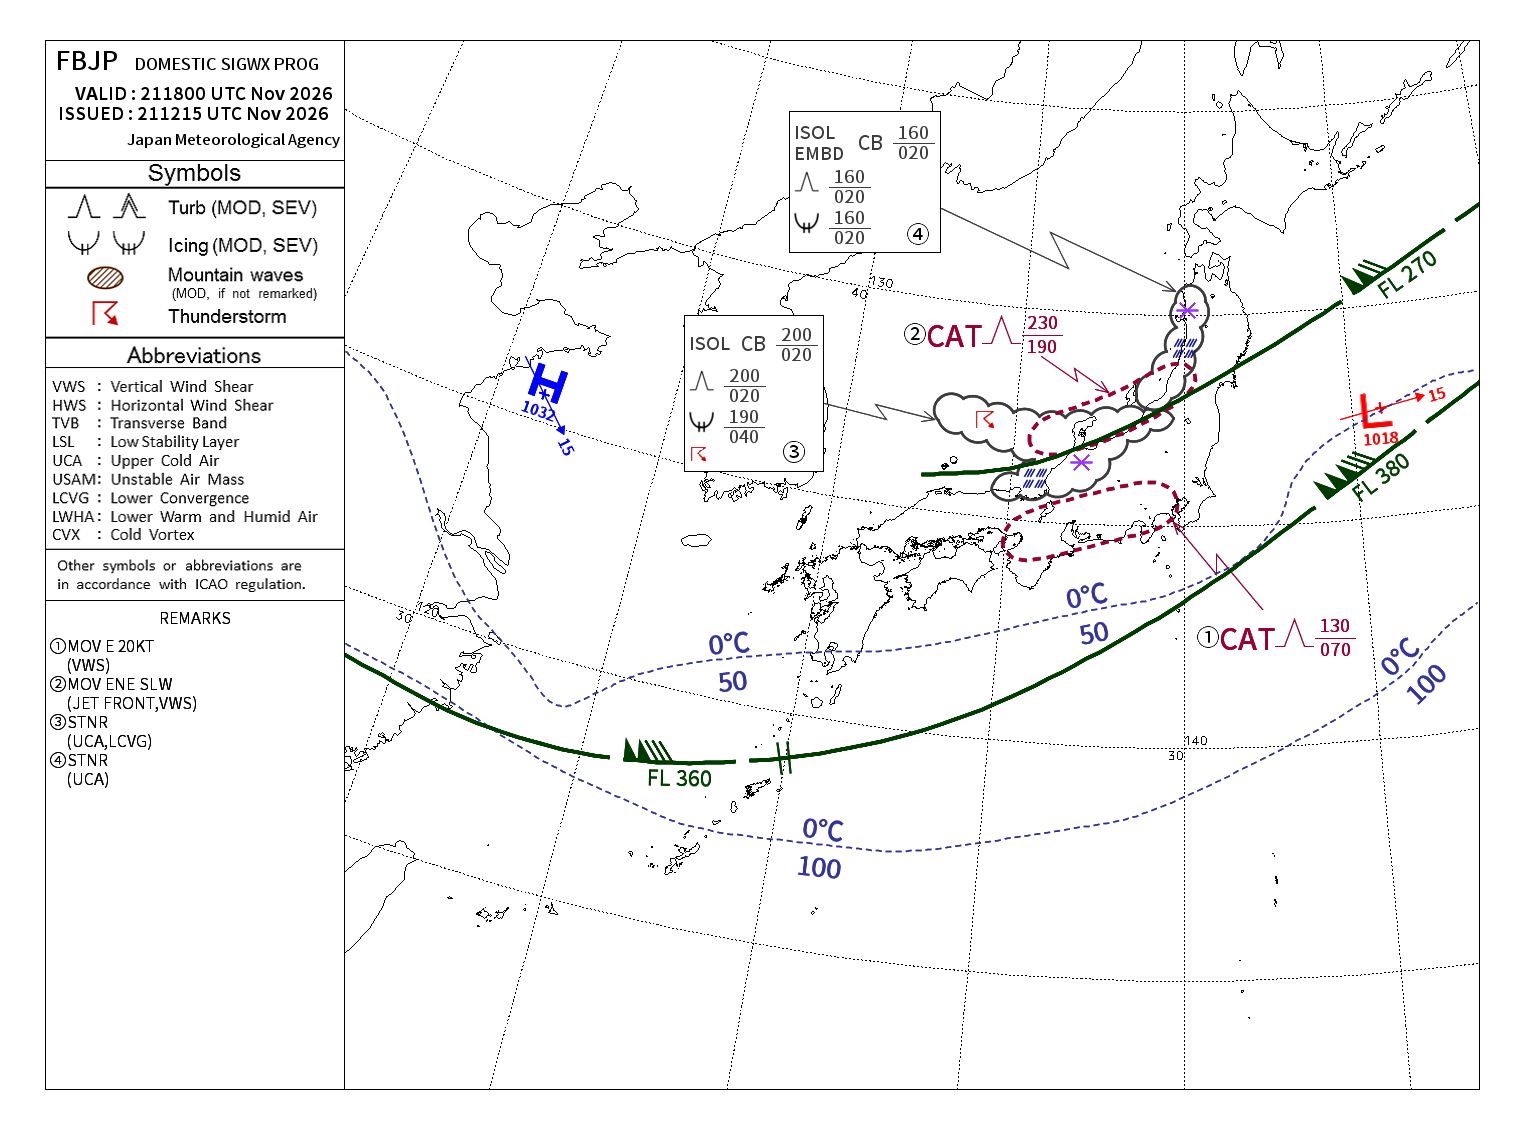 FBJP DOMESTIC SIGWX PROG
VALID : 211800 UTC Nov 2026
ISSUED : 211215 UTC Nov 2026
Japan Meteorological Agency
Symbols
Turb (MOD, SEV)
Icing (MOD, SEV)
Mountain waves
(MOD, if not remarked)
Thunderstorm
Abbreviations
VWS : Vertical Wind Shear
HWS : Horizontal Wind Shear
TVB : Transverse Band
LSL : Low Stability Layer
UCA : Upper Cold Air
USAM: Unstable Air Mass
LCVG : Lower Convergence
LWHA: Lower Warm and Humid Air
CVX : Cold Vortex
Other symbols or abbreviations are
in accordance with ICAO regulation.
REMARKS
①MOV E 20KT
(VWS)
②MOV ENE SLW
(JET FRONT,VWS)
③STNR
(UCA,LCVG)
④STNR
(UCA)
ISOL
EMBD CB 160
020
160
020
160
020
④
ISOL CB 200
020
200
020
190
040
③
②CAT 230
190
①CAT 130
070
FL 270
FL 380
FL 360
H
1032
15
L
1018
15
40
130
30
120
30
140
0°C
50
0°C
50
0°C
100
0°C
100